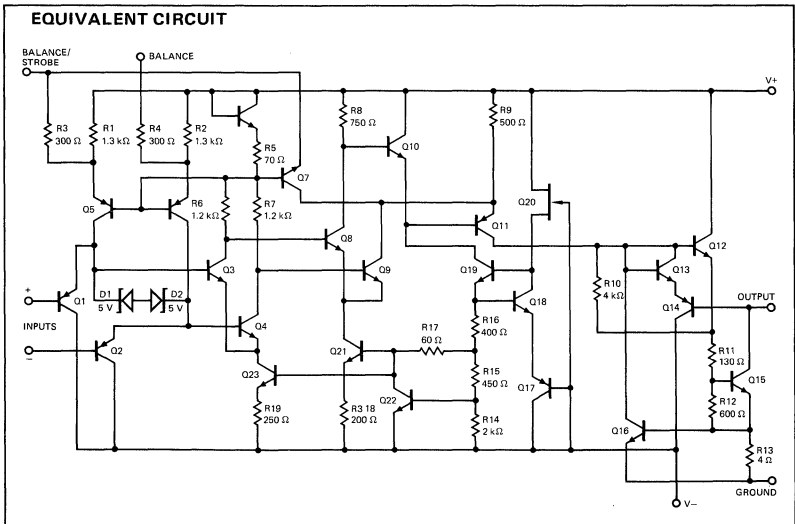 EQUIVALENT CIRCUIT
BALANCE/
STROBE
BALANCE
V+
R3
300 Ω
R1
1.3 kΩ
R4
300 Ω
R2
1.3 kΩ
R5
70 Ω
R8
750 Ω
R9
500 Ω
Q10
Q7
Q20
Q5
R6
1.2 kΩ
R7
1.2 kΩ
Q8
Q11
Q12
Q3
Q9
Q19
Q13
R10
4 kΩ
Q18
Q14
OUTPUT
+
Q1
D1
5 V
D2
5 V
INPUTS
–
Q2
Q4
R17
60 Ω
R16
400 Ω
R11
130 Ω
Q15
Q23
Q21
R15
450 Ω
Q17
R12
600 Ω
Q22
R19
250 Ω
R3 18
200 Ω
R14
2 kΩ
Q16
R13
4 Ω
GROUND
V–